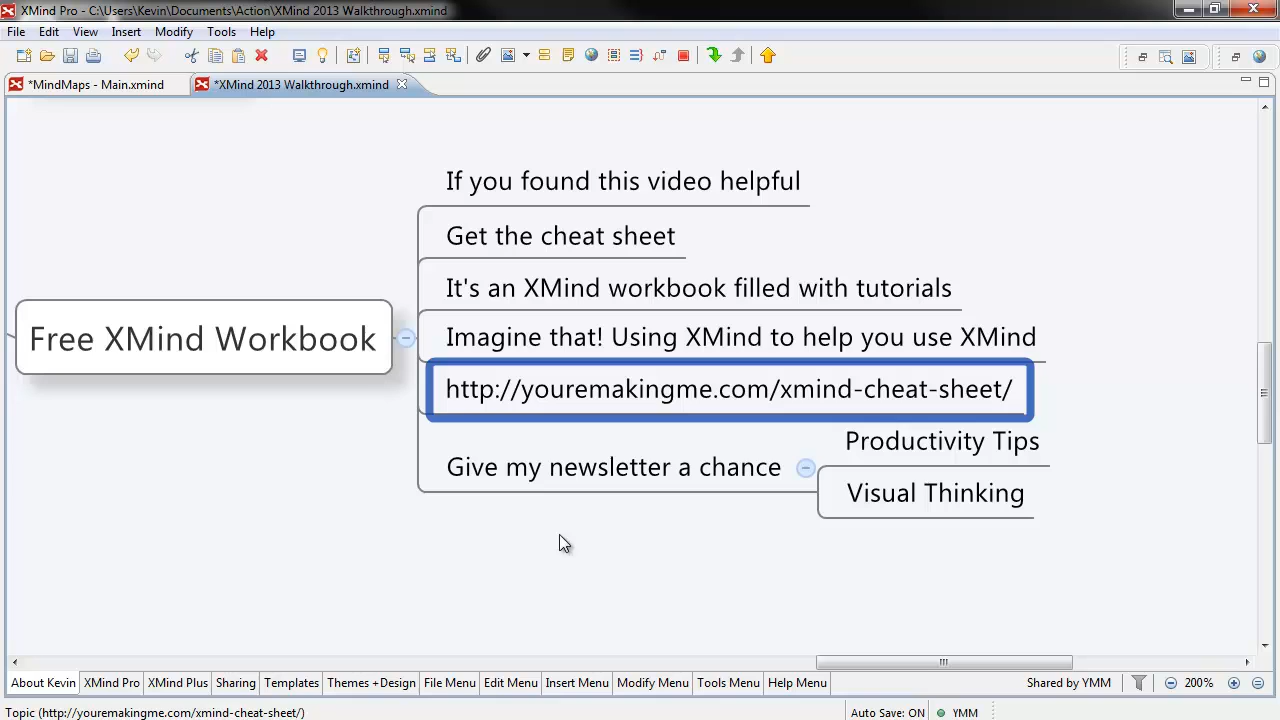 XMind Pro - C:\Users\Kevin\Documents\Action\XMind 2013 Walkthrough.xmind
File Edit View Insert Modify Tools Help
*MindMaps - Main.xmind *XMind 2013 Walkthrough.xmind
If you found this video helpful
Get the cheat sheet
It's an XMind workbook filled with tutorials
Free XMind Workbook
Imagine that! Using XMind to help you use XMind
http://youremakingme.com/xmind-cheat-sheet/
Give my newsletter a chance
Productivity Tips
Visual Thinking
About Kevin XMind Pro XMind Plus Sharing Templates Themes +Design File Menu Edit Menu Insert Menu Modify Menu Tools Menu Help Menu Shared by YMM 200%
Topic (http://youremakingme.com/xmind-cheat-sheet/) Auto Save: ON YMM